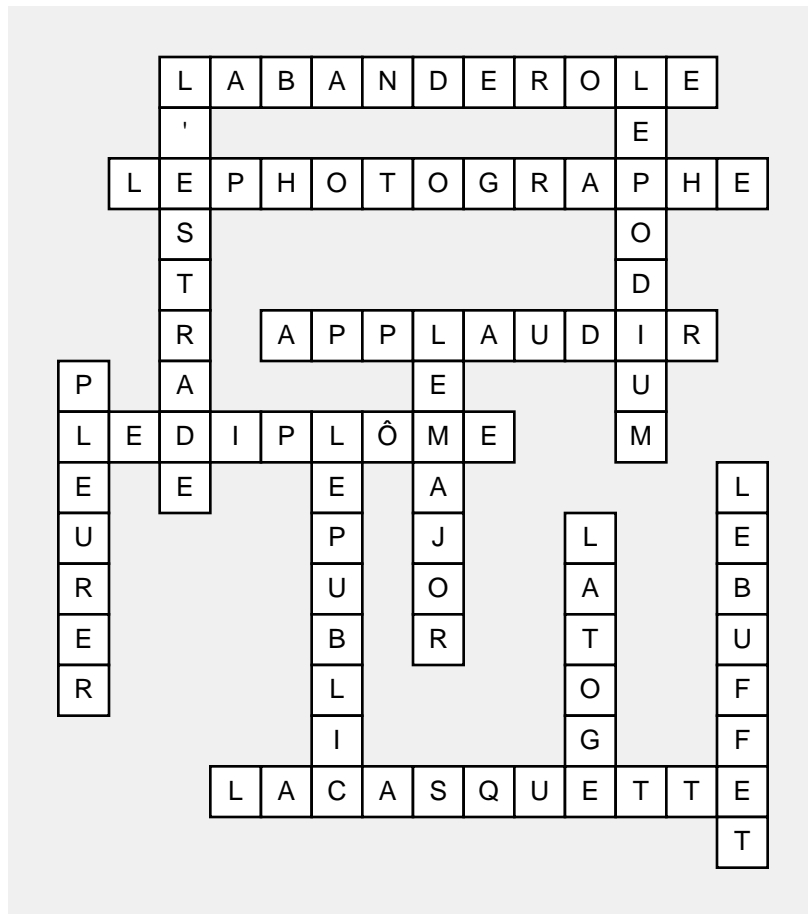 LABANDEROLE
L'ESTRADE
LEPODIUM
LEPHOTOGRAPHE
APPLAUDIR
LEMAJOR
PLEURER
LEDIPLÔME
LEPUBLIC
LEBUFFET
LATOGE
LACASQUETTE